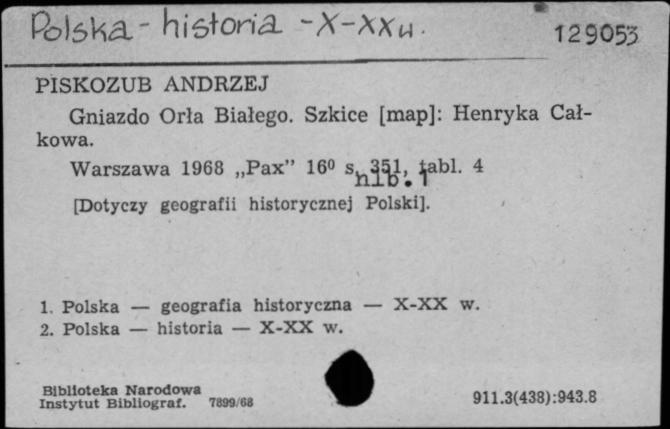 Polska - historia - X-XX w.
129053
PISKOZUB ANDRZEJ
Gniazdo Orła Białego. Szkice [map]: Henryka Cał-
kowa.
Warszawa 1968 „Pax” 16⁰ s. 351, tabl. 4
nlb. 1
[Dotyczy geografii historycznej Polski].
1. Polska — geografia historyczna — X-XX w.
2. Polska — historia — X-XX w.
Biblioteka Narodowa
Instytut Bibliograf. 7899/68
911.3(438):943.8